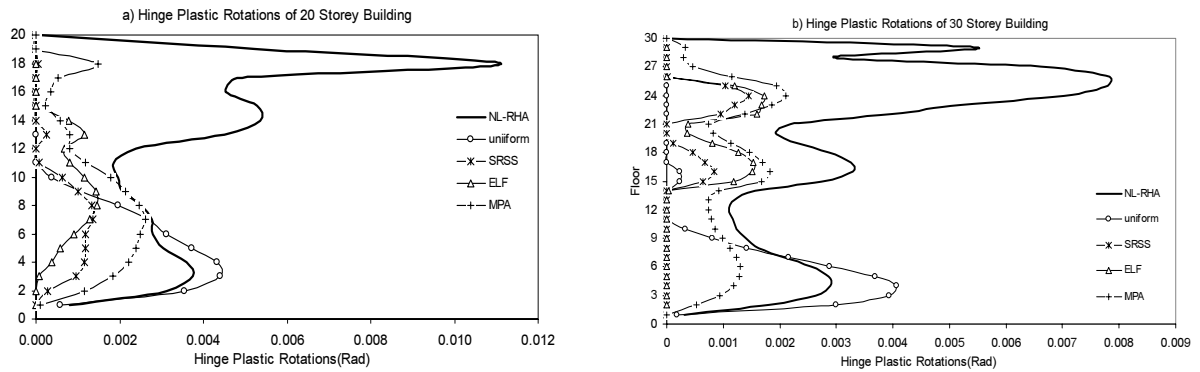 a) Hinge Plastic Rotations of 20 Storey Building
20
18
16
14
12
10
8
6
4
2
0
NL-RHA
uniiform
SRSS
ELF
MPA
0.000 0.002 0.004 0.006 0.008 0.010 0.012
Hinge Plastic Rotations(Rad)
b) Hinge Plastic Rotations of 30 Storey Building
30
27
24
21
18
15
12
9
6
3
0
Floor
NL-RHA
uniform
SRSS
ELF
MPA
0 0.001 0.002 0.003 0.004 0.005 0.006 0.007 0.008 0.009
Hinge Plastic Rotations(Rad)